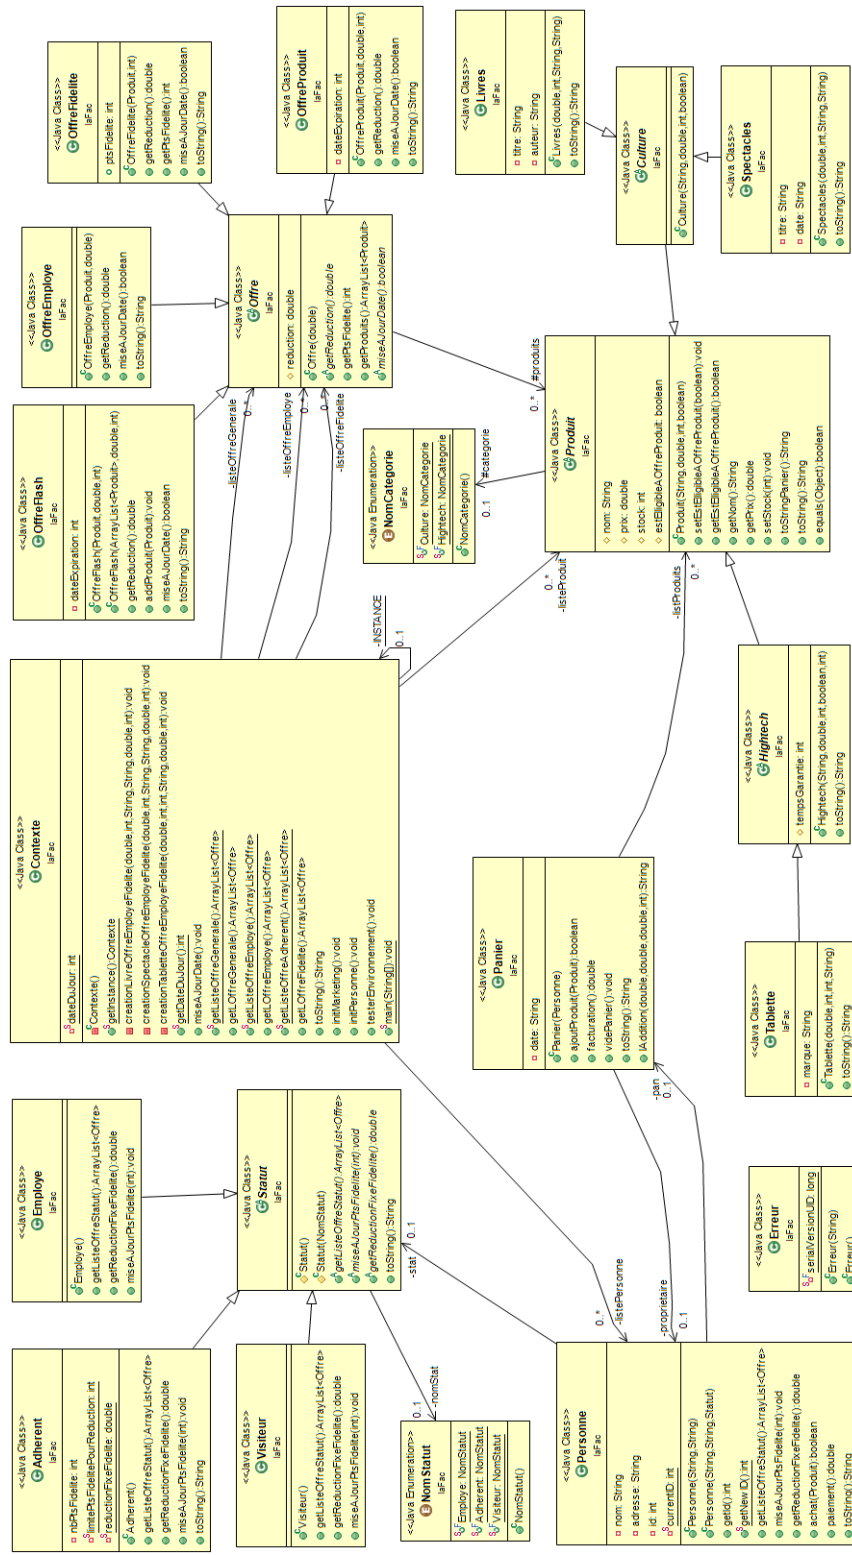 <<Java Class>>
Adherent
laFac
nbPtsFidelite: int
limitePtsFidelitePourReduction: int
reductionFixeFidelite: double
Adherent()
getListeOffreStatut():ArrayList<Offre>
getReductionFixeFidelite():double
miseAJourPtsFidelite(int):void
toString():String
<<Java Class>>
Employe
laFac
Employe()
getListeOffreStatut():ArrayList<Offre>
getReductionFixeFidelite():double
miseAJourPtsFidelite(int):void
<<Java Class>>
Contexte
laFac
dateDuJour: int
Contexte()
getInstance():Contexte
creationLivreOffreEmployeFidelite(double,int,String,String,double,int):void
creationSpectacleOffreEmployeFidelite(double,int,String,String,double,int):void
creationTabletteOffreEmployeFidelite(double,int,int,String,double,int):void
getDateDuJour():int
miseAJourDate():void
getListeOffreGenerale():ArrayList<Offre>
getLOffreGenerale():ArrayList<Offre>
getListeOffreEmploye():ArrayList<Offre>
getLOffreEmploye():ArrayList<Offre>
getListeOffreAdherent():ArrayList<Offre>
getLOffreFidelite():ArrayList<Offre>
toString():String
initMarketing():void
initPersonne():void
testerEnvironnement():void
main(String[]):void
<<Java Class>>
OffreFlash
laFac
dateExpiration: int
OffreFlash(Produit,double,int)
OffreFlash(ArrayList<Produit>,double,int)
getReduction():double
addProduit(Produit):void
miseAJourDate():boolean
toString():String
<<Java Class>>
OffreEmploye
laFac
OffreEmploye(Produit,double)
getReduction():double
miseAJourDate():boolean
toString():String
<<Java Class>>
OffreFidelite
laFac
ptsFidelite: int
OffreFidelite(Produit,int)
getReduction():double
getPtsFidelite():int
miseAJourDate():boolean
toString():String
<<Java Class>>
Visiteur
laFac
Visiteur()
getListeOffreStatut():ArrayList<Offre>
getReductionFixeFidelite():double
miseAJourPtsFidelite(int):void
<<Java Class>>
Statut
laFac
Statut()
Statut(NomStatut)
getListeOffreStatut():ArrayList<Offre>
miseAJourPtsFidelite(int):void
getReductionFixeFidelite():double
toString():String
-listeOffreGenerale
0..*
-listeOffreEmploye
0..*
-listeOffreFidelite
0..*
<<Java Class>>
Offre
laFac
reduction: double
Offre(double)
getReduction():double
getPtsFidelite():int
getProduits():ArrayList<Produit>
miseAJourDate():boolean
<<Java Class>>
OffreProduit
laFac
dateExpiration: int
OffreProduit(Produit,double,int)
getReduction():double
miseAJourDate():boolean
toString():String
-INSTANCE
0..1
<<Java Enumeration>>
NomStatut
laFac
Employe: NomStatut
Adherent: NomStatut
Visiteur: NomStatut
NomStatut()
0..1
-nomStat
-stat
0..1
<<Java Enumeration>>
NomCategorie
laFac
Culture: NomCategorie
Hightech: NomCategorie
NomCategorie()
0..1
#categorie
0..*
#produits
<<Java Class>>
Livres
laFac
titre: String
auteur: String
Livres(double,int,String,String)
toString():String
<<Java Class>>
Panier
laFac
date: String
Panier(Personne)
ajoutProduit(Produit):boolean
facturation():double
videPanier():void
toString():String
lAddition(double,double,double,int):String
0..*
-listeProduit
<<Java Class>>
Produit
laFac
nom: String
prix: double
stock: int
estEligibleAOffreProduit: boolean
Produit(String,double,int,boolean)
setEstEligibleAOffreProduit(boolean):void
getEstEligibleAOffreProduit():boolean
getNom():String
getPrix():double
setStock(int):void
toStringPanier():String
toString():String
equals(Object):boolean
<<Java Class>>
Culture
laFac
Culture(String,double,int,boolean)
<<Java Class>>
Personne
laFac
nom: String
adresse: String
id: int
currentID: int
Personne(String,String)
Personne(String,String,Statut)
getId():int
getNewID():int
getListeOffreStatut():ArrayList<Offre>
miseAJourPtsFidelite(int):void
getReductionFixeFidelite():double
achat(Produit):boolean
paiement():double
toString():String
0..*
-listePersonne
-proprietaire
0..1
-pan
0..1
-listProduits
0..*
<<Java Class>>
Erreur
laFac
serialVersionUID: long
Erreur(String)
Erreur()
<<Java Class>>
Tablette
laFac
marque: String
Tablette(double,int,int,String)
toString():String
<<Java Class>>
Hightech
laFac
tempsGarantie: int
Hightech(String,double,int,boolean,int)
toString():String
<<Java Class>>
Spectacles
laFac
titre: String
date: String
Spectacles(double,int,String,String)
toString():String